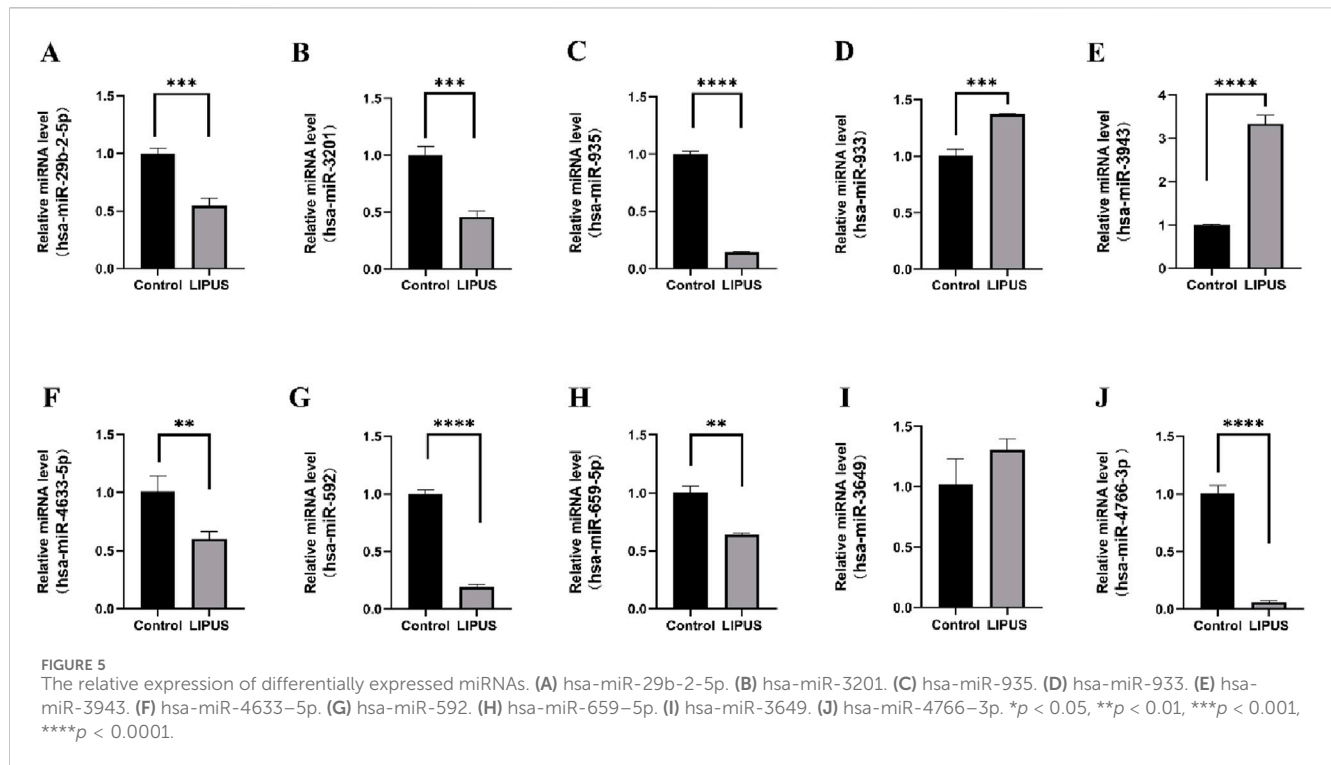 A
B
C
D
E
***
***
****
***
****
Relative miRNA level
(hsa-miR-29b-2-5p)
1.5
1.0
0.5
0.0
Control LIPUS
Relative miRNA level
(hsa-miR-3201)
1.5
1.0
0.5
0.0
Control LIPUS
Relative miRNA level
(hsa-miR-935)
1.5
1.0
0.5
0.0
Control LIPUS
Relative miRNA level
(hsa-miR-933)
1.5
1.0
0.5
0.0
Control LIPUS
Relative miRNA level
(hsa-miR-3943)
4
3
2
1
0
Control LIPUS
F
G
H
I
J
**
****
**
****
Relative miRNA level
(hsa-miR-4633-5p)
1.5
1.0
0.5
0.0
Control LIPUS
Relative miRNA level
(hsa-miR-592)
1.5
1.0
0.5
0.0
Control LIPUS
Relative miRNA level
(hsa-miR-659-5p)
1.5
1.0
0.5
0.0
Control LIPUS
Relative miRNA level
(hsa-miR-3649)
1.5
1.0
0.5
0.0
Control LIPUS
Relative miRNA level
(hsa-miR-4766-3p )
1.5
1.0
0.5
0.0
Control LIPUS
FIGURE 5
The relative expression of differentially expressed miRNAs. (A) hsa-miR-29b-2-5p. (B) hsa-miR-3201. (C) hsa-miR-935. (D) hsa-miR-933. (E) hsa-
miR-3943. (F) hsa-miR-4633–5p. (G) hsa-miR-592. (H) hsa-miR-659–5p. (I) hsa-miR-3649. (J) hsa-miR-4766–3p. *p < 0.05, **p < 0.01, ***p < 0.001,
****p < 0.0001.